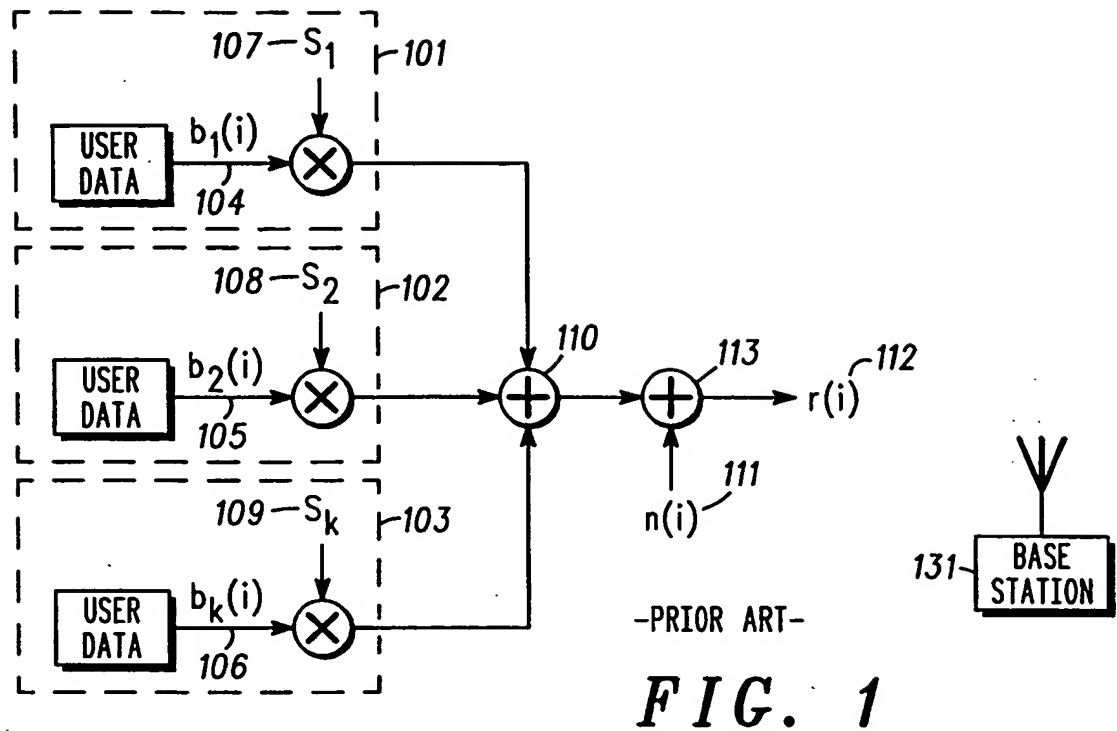 107 S1 101
USER DATA b1(i) 104
108 S2 102
USER DATA b2(i) 105
110 113 r(i) 112
n(i) 111
109 Sk 103
USER DATA bk(i) 106
131 BASE STATION
-PRIOR ART-
FIG. 1